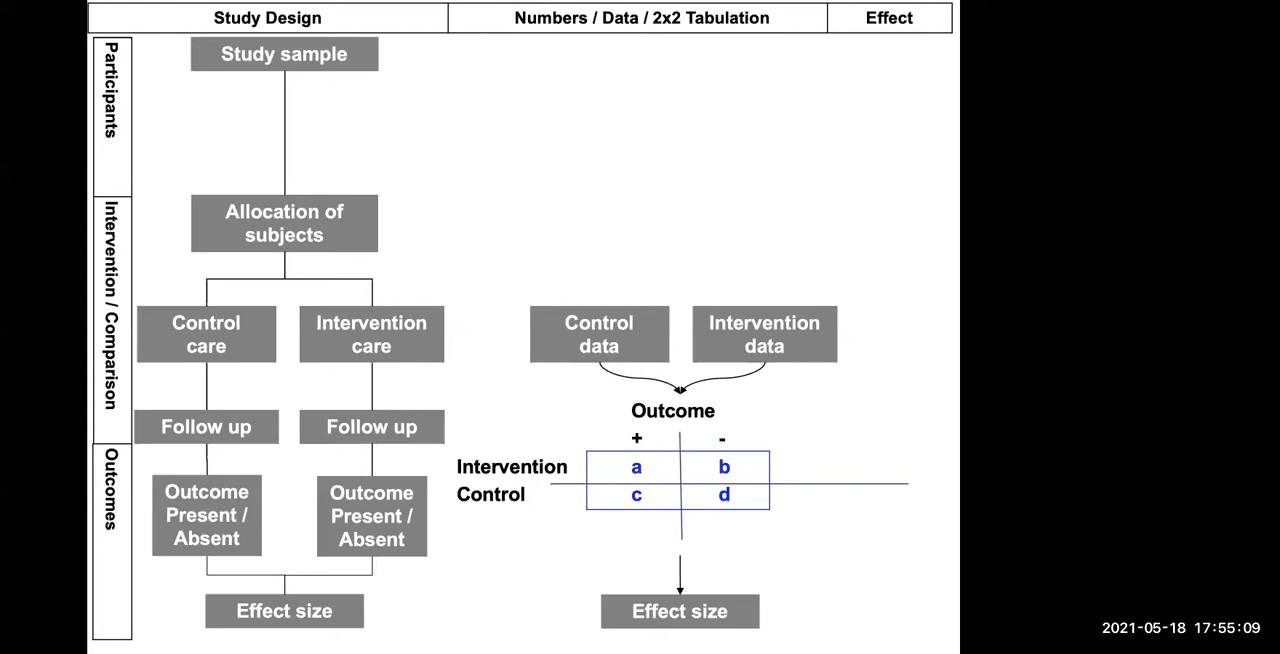 Study Design
Numbers / Data / 2x2 Tabulation
Effect
Participants
Study sample
Intervention / Comparison
Allocation of
subjects
Control
care
Intervention
care
Control
data
Intervention
data
Follow up
Follow up
Outcome
+ -
Intervention a b
Control c d
Outcomes
Outcome
Present /
Absent
Outcome
Present /
Absent
Effect size
Effect size
2021-05-18 17:55:09